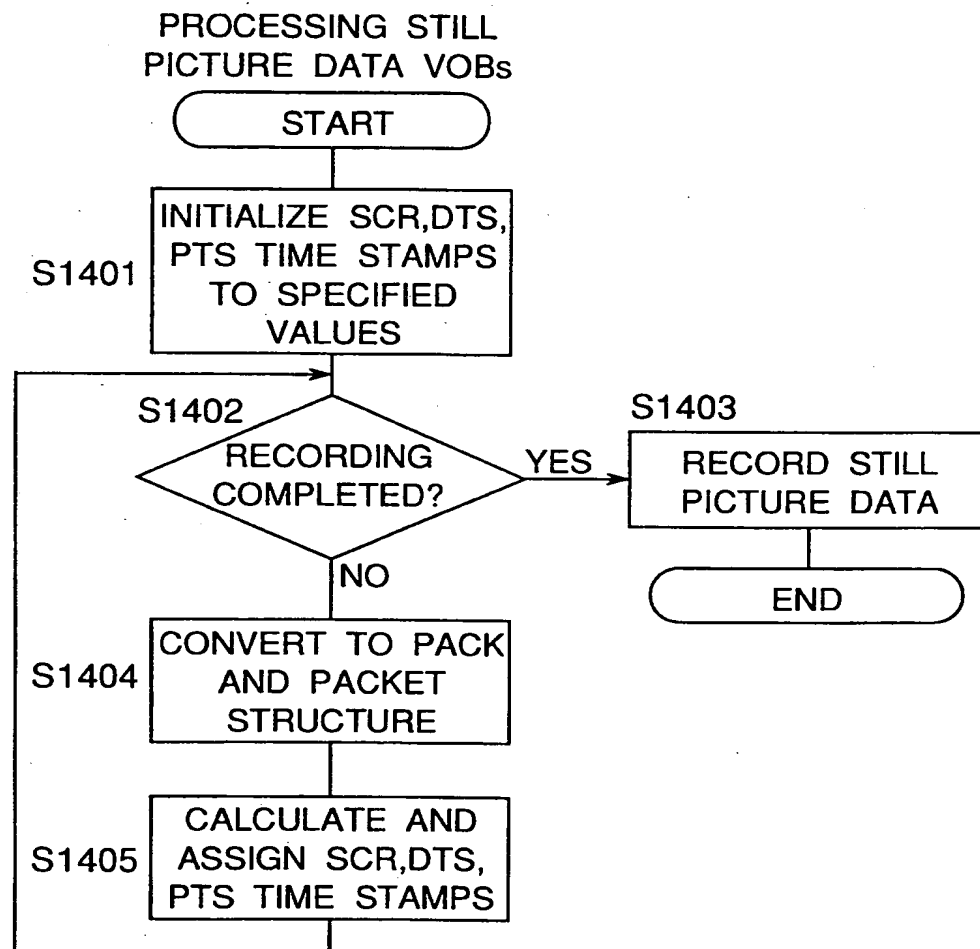 PROCESSING STILL
PICTURE DATA VOBs
START
S1401
INITIALIZE SCR,DTS,
PTS TIME STAMPS
TO SPECIFIED
VALUES
S1402
RECORDING
COMPLETED?
YES
S1403
RECORD STILL
PICTURE DATA
END
NO
S1404
CONVERT TO PACK
AND PACKET
STRUCTURE
S1405
CALCULATE AND
ASSIGN SCR,DTS,
PTS TIME STAMPS